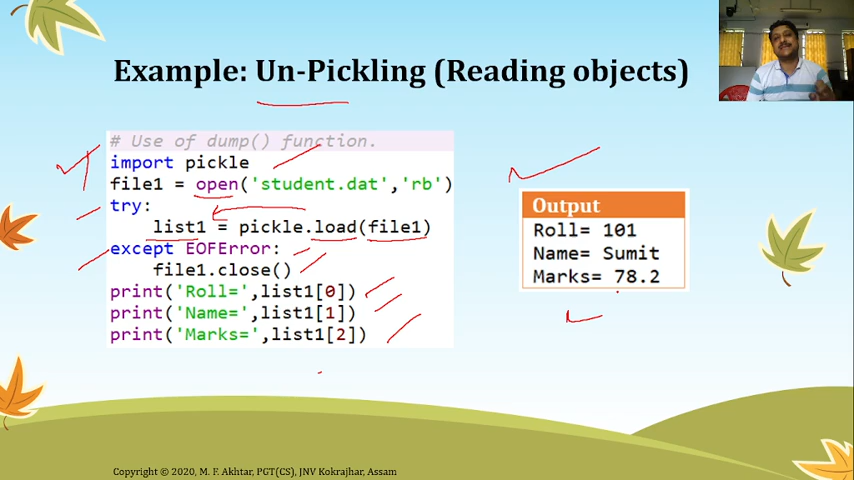 Example: Un-Pickling (Reading objects)
# Use of dump() function.
import pickle
file1 = open('student.dat','rb')
try:
list1 = pickle.load(file1)
except EOFError:
file1.close()
print('Roll=',list1[0])
print('Name=',list1[1])
print('Marks=',list1[2])
Output
Roll= 101
Name= Sumit
Marks= 78.2
Copyright © 2020, M. F. Akhtar, PGT(CS), JNV Kokrajhar, Assam